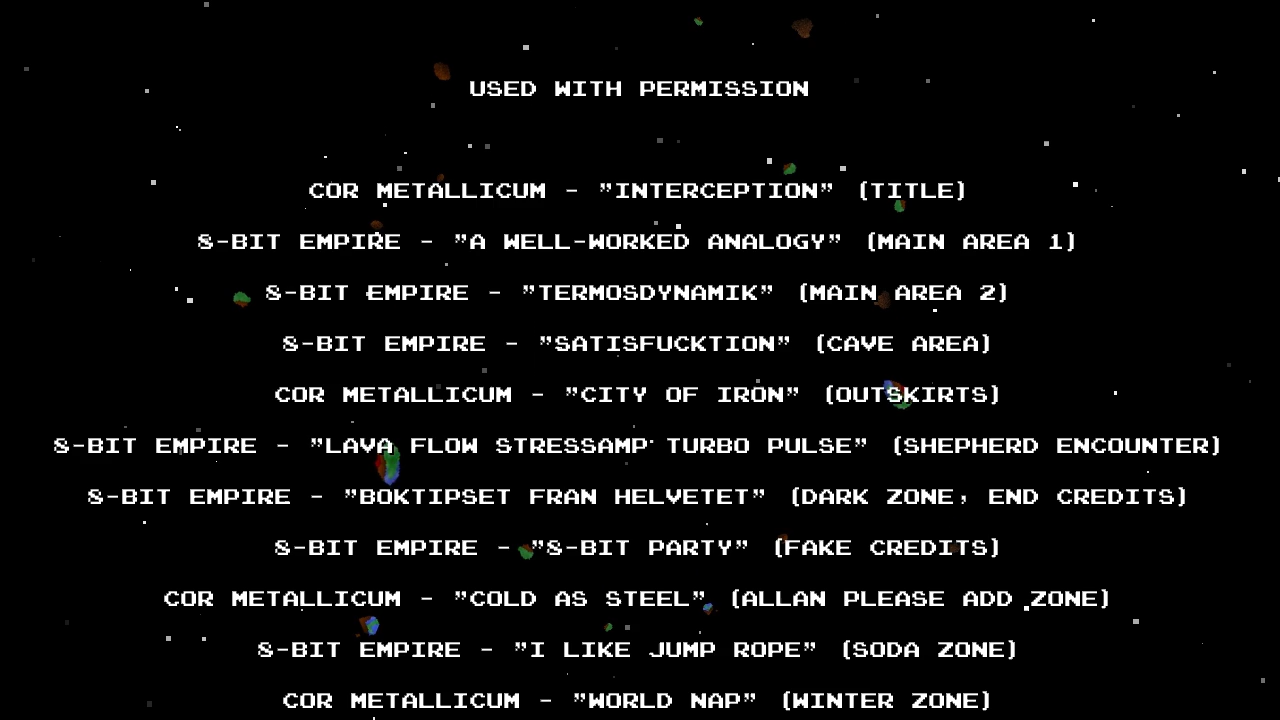 USED WITH PERMISSION
COR METALLICUM - "INTERCEPTION" (TITLE)
8-BIT EMPIRE - "A WELL-WORKED ANALOGY" (MAIN AREA 1)
8-BIT EMPIRE - "TERMOSDYNAMIK" (MAIN AREA 2)
8-BIT EMPIRE - "SATISFUCKTION" (CAVE AREA)
COR METALLICUM - "CITY OF IRON" (OUTSKIRTS)
8-BIT EMPIRE - "LAVA FLOW STRESSAMP TURBO PULSE" (SHEPHERD ENCOUNTER)
8-BIT EMPIRE - "BOKTIPSET FRAN HELVETET" (DARK ZONE, END CREDITS)
8-BIT EMPIRE - "8-BIT PARTY" (FAKE CREDITS)
COR METALLICUM - "COLD AS STEEL" (ALLAN PLEASE ADD ZONE)
8-BIT EMPIRE - "I LIKE JUMP ROPE" (SODA ZONE)
COR METALLICUM - "WORLD NAP" (WINTER ZONE)